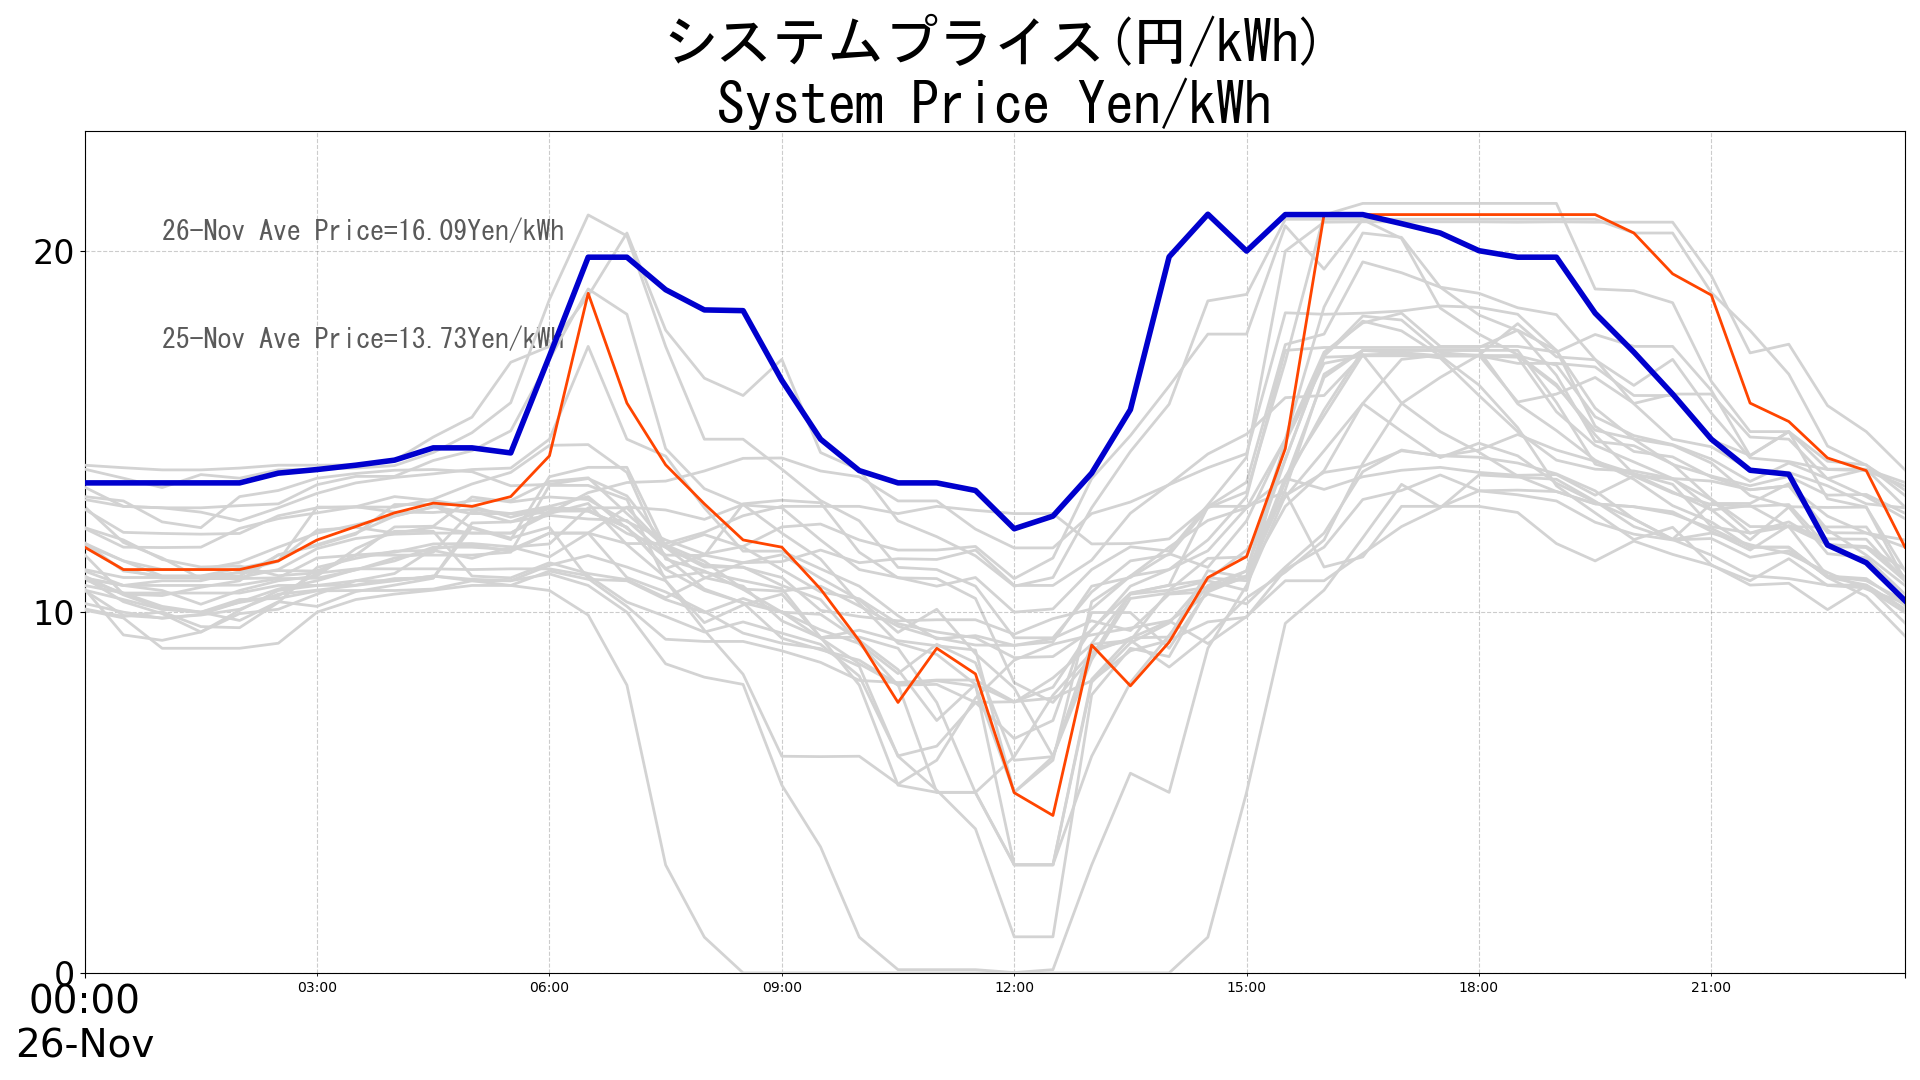 システムプライス(円/kWh)
System Price Yen/kWh
26-Nov Ave Price=16.09Yen/kWh
20
25-Nov Ave Price=13.73Yen/kWh
10
0
00:00
03:00
06:00
09:00
12:00
15:00
18:00
21:00
26-Nov